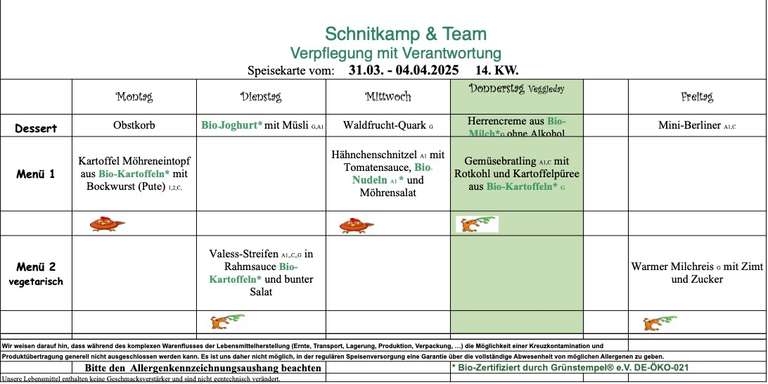 Schnitkamp & Team
Verpflegung mit Verantwortung
Speisekarte vom: 31.03. - 04.04.2025 14. KW.
Montag Dienstag Mittwoch Donnerstag Veggieday Freitag
Dessert
Obstkorb
Bio Joghurt* mit Müsli G,A1
Waldfrucht-Quark G
Herrencreme aus Bio-
Milch*G ohne Alkohol
Mini-Berliner A1,C
Menü 1
Kartoffel Möhreneintopf
aus Bio-Kartoffeln* mit
Bockwurst (Pute) 1,2,C,
Hähnchenschnitzel A1 mit
Tomatensauce, Bio-
Nudeln A1 * und
Möhrensalat
Gemüsebratling A1,C mit
Rotkohl und Kartoffelpüree
aus Bio-Kartoffeln* G
Menü 2
vegetarisch
Valess-Streifen A1,,C,,G in
Rahmsauce Bio-
Kartoffeln* und bunter
Salat
Warmer Milchreis G mit Zimt
und Zucker
Wir weisen darauf hin, dass während des komplexen Warenflusses der Lebensmittelherstellung (Ernte, Transport, Lagerung, Produktion, Verpackung, …) die Möglichkeit einer Kreuzkontamination und
Produktübertragung generell nicht ausgeschlossen werden kann. Es ist uns daher nicht möglich, in der regulären Speisenversorgung eine Garantie über die vollständige Abwesenheit von möglichen Allergenen zu geben.
Bitte den Allergenkennzeichnungsaushang beachten
* Bio-Zertifiziert durch Grünstempel® e.V. DE-ÖKO-021
Unsere Lebensmittel enthalten keine Geschmacksverstärker und sind nicht gentechnisch verändert.